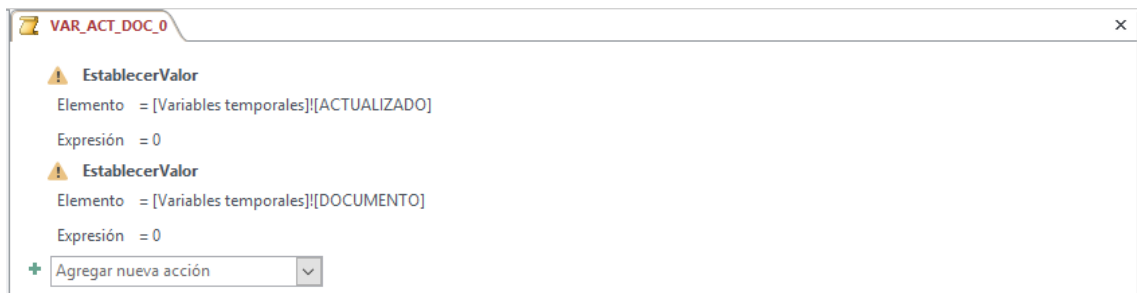 VAR_ACT_DOC_0
EstablecerValor
Elemento = [Variables temporales]![ACTUALIZADO]
Expresión = 0
EstablecerValor
Elemento = [Variables temporales]![DOCUMENTO]
Expresión = 0
Agregar nueva acción